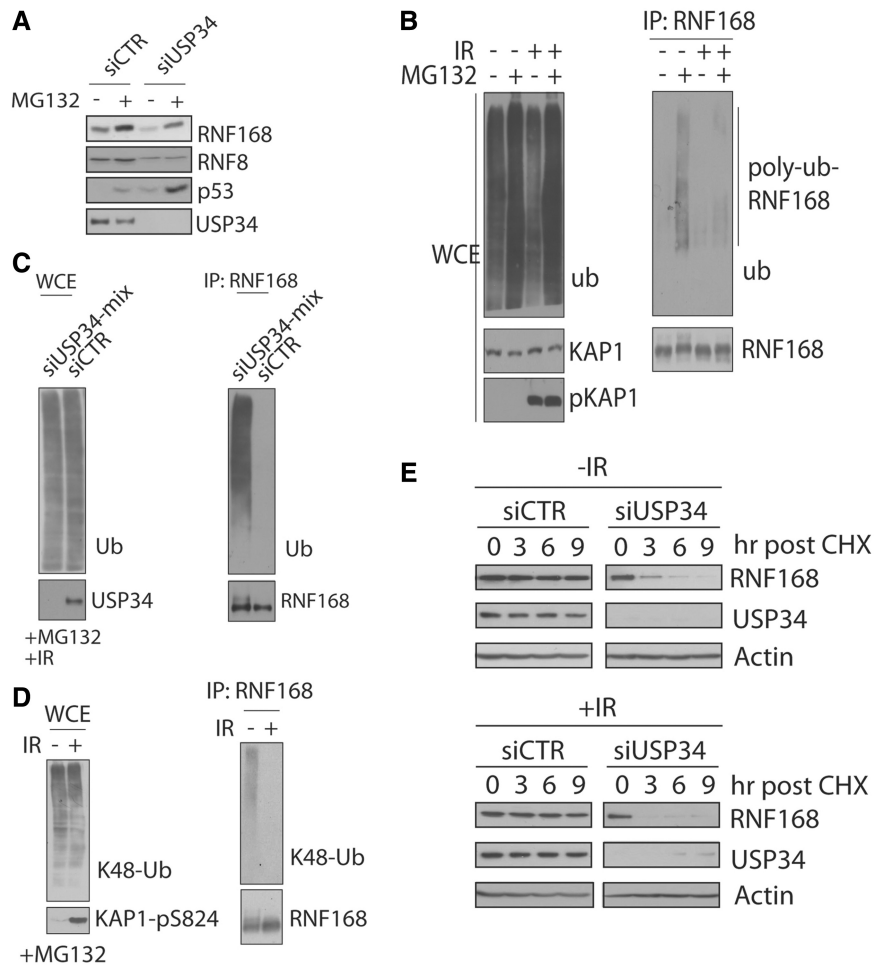 A
siCTR siUSP34
MG132 - + - +
RNF168
RNF8
p53
USP34
B
IP: RNF168
IR - - + + - - + +
MG132 - + - + - + - +
poly-ub-
RNF168
WCE
ub
ub
KAP1
RNF168
pKAP1
C
WCE
IP: RNF168
siUSP34-mix
siCTR
siUSP34-mix
siCTR
Ub
Ub
USP34
RNF168
+MG132
+IR
D
WCE
IP: RNF168
IR - +
IR - +
K48-Ub
K48-Ub
KAP1-pS824
RNF168
+MG132
E
-IR
siCTR siUSP34
0 3 6 9 0 3 6 9 hr post CHX
RNF168
USP34
Actin
+IR
siCTR siUSP34
0 3 6 9 0 3 6 9 hr post CHX
RNF168
USP34
Actin